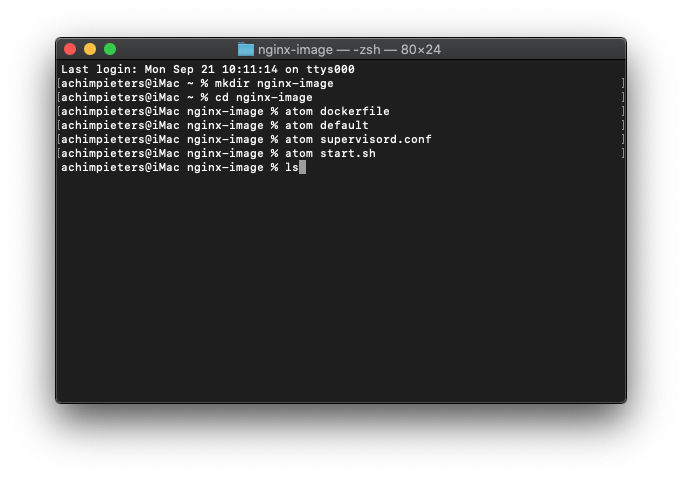 nginx-image — -zsh — 80×24
Last login: Mon Sep 21 10:11:14 on ttys000
[achimpieters@iMac ~ % mkdir nginx-image ]
[achimpieters@iMac ~ % cd nginx-image ]
[achimpieters@iMac nginx-image % atom dockerfile ]
[achimpieters@iMac nginx-image % atom default ]
[achimpieters@iMac nginx-image % atom supervisord.conf ]
[achimpieters@iMac nginx-image % atom start.sh ]
achimpieters@iMac nginx-image % ls